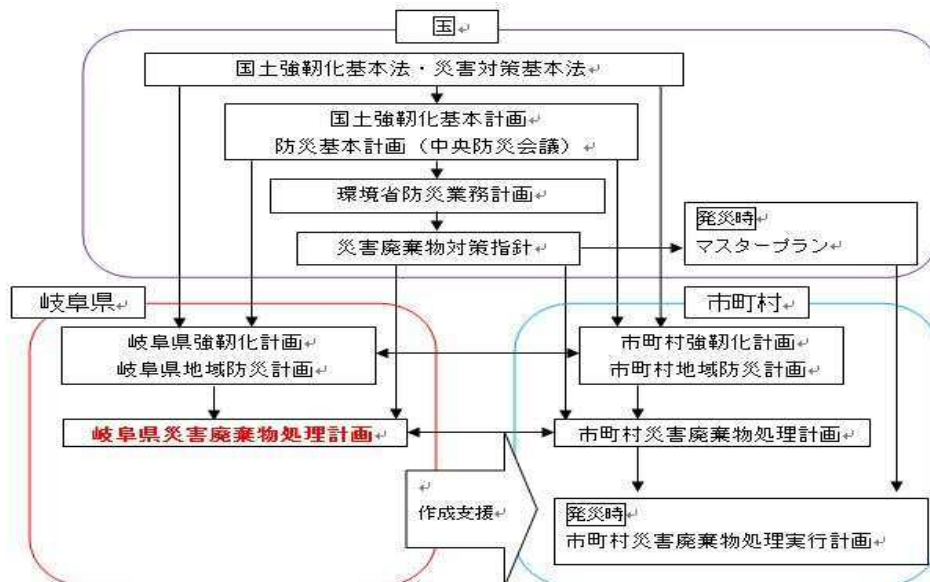 国
国土強靭化基本法・災害対策基本法
国土強靭化基本計画
防災基本計画（中央防災会議）
環境省防災業務計画
災害廃棄物対策指針
発災時
マスタープラン
岐阜県
市町村
岐阜県強靭化計画
岐阜県地域防災計画
市町村強靭化計画
市町村地域防災計画
岐阜県災害廃棄物処理計画
市町村災害廃棄物処理計画
作成支援
発災時
市町村災害廃棄物処理実行計画